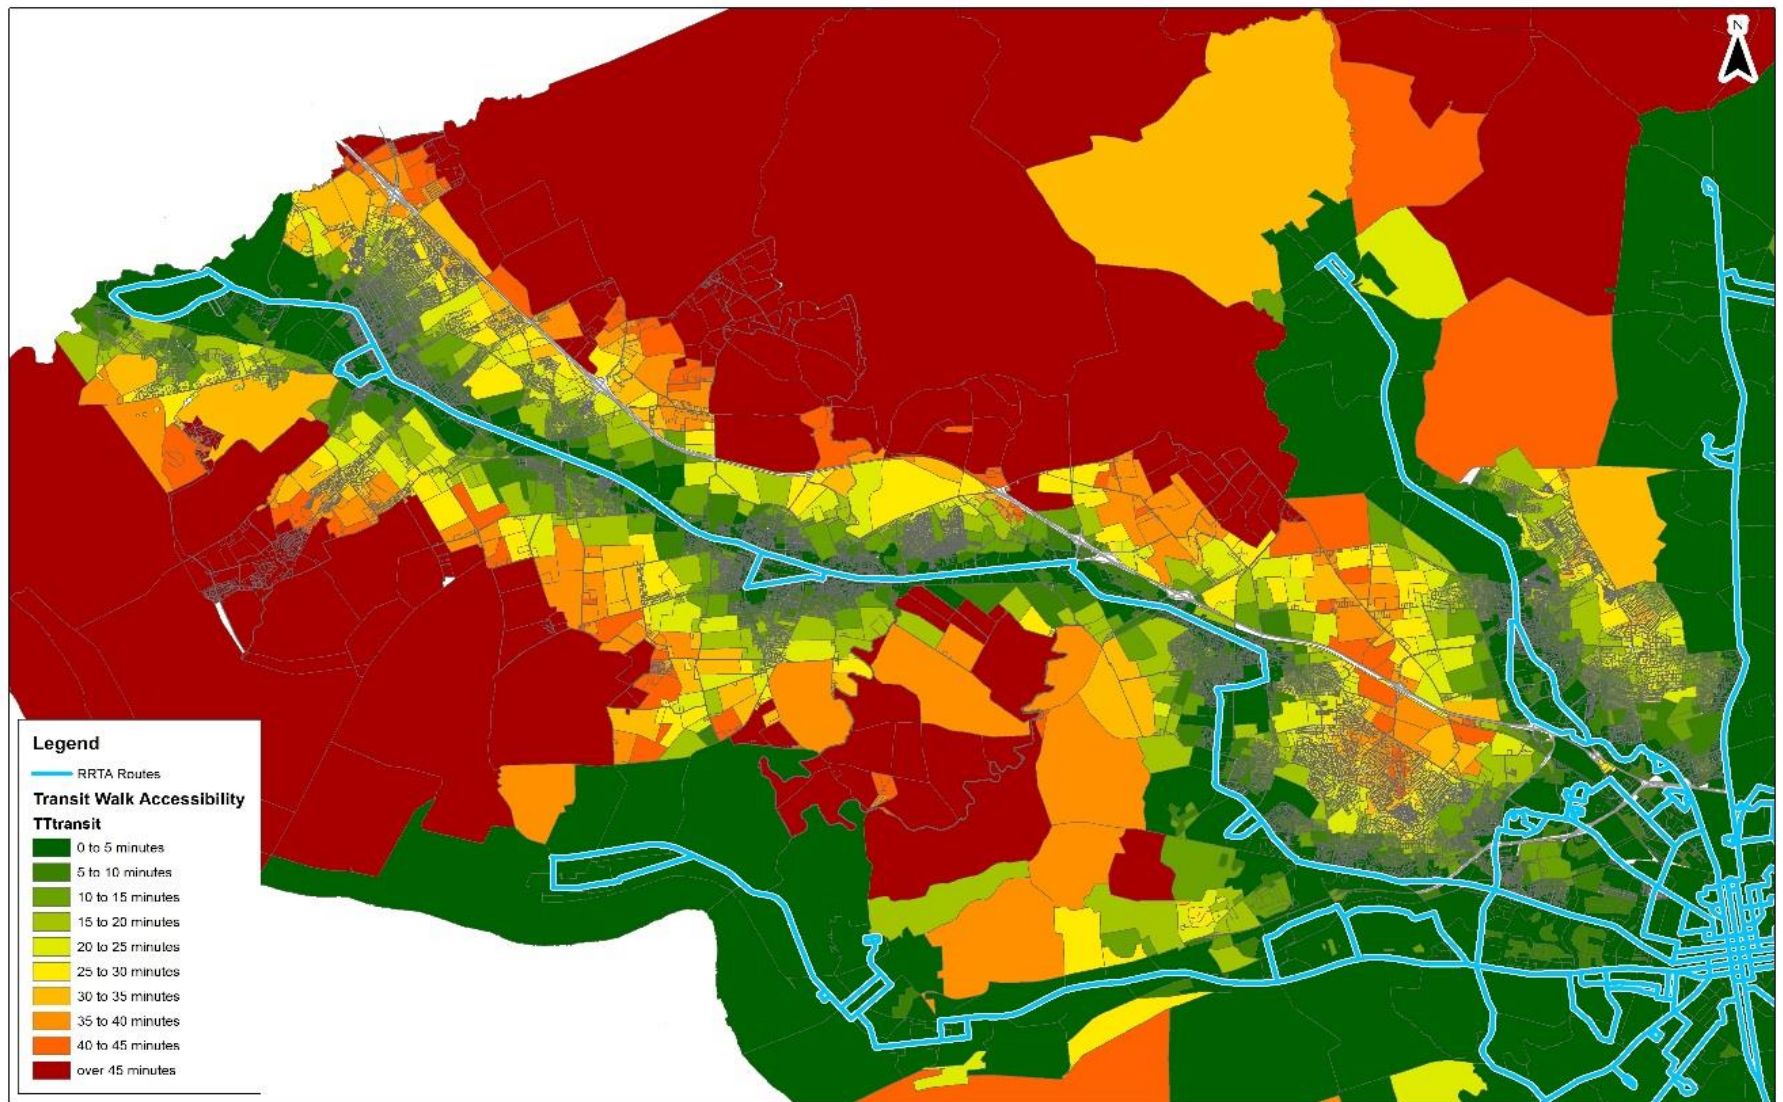 N
Legend
RRTA Routes
Transit Walk Accessibility
TTtransit
0 to 5 minutes
5 to 10 minutes
10 to 15 minutes
15 to 20 minutes
20 to 25 minutes
25 to 30 minutes
30 to 35 minutes
35 to 40 minutes
40 to 45 minutes
over 45 minutes